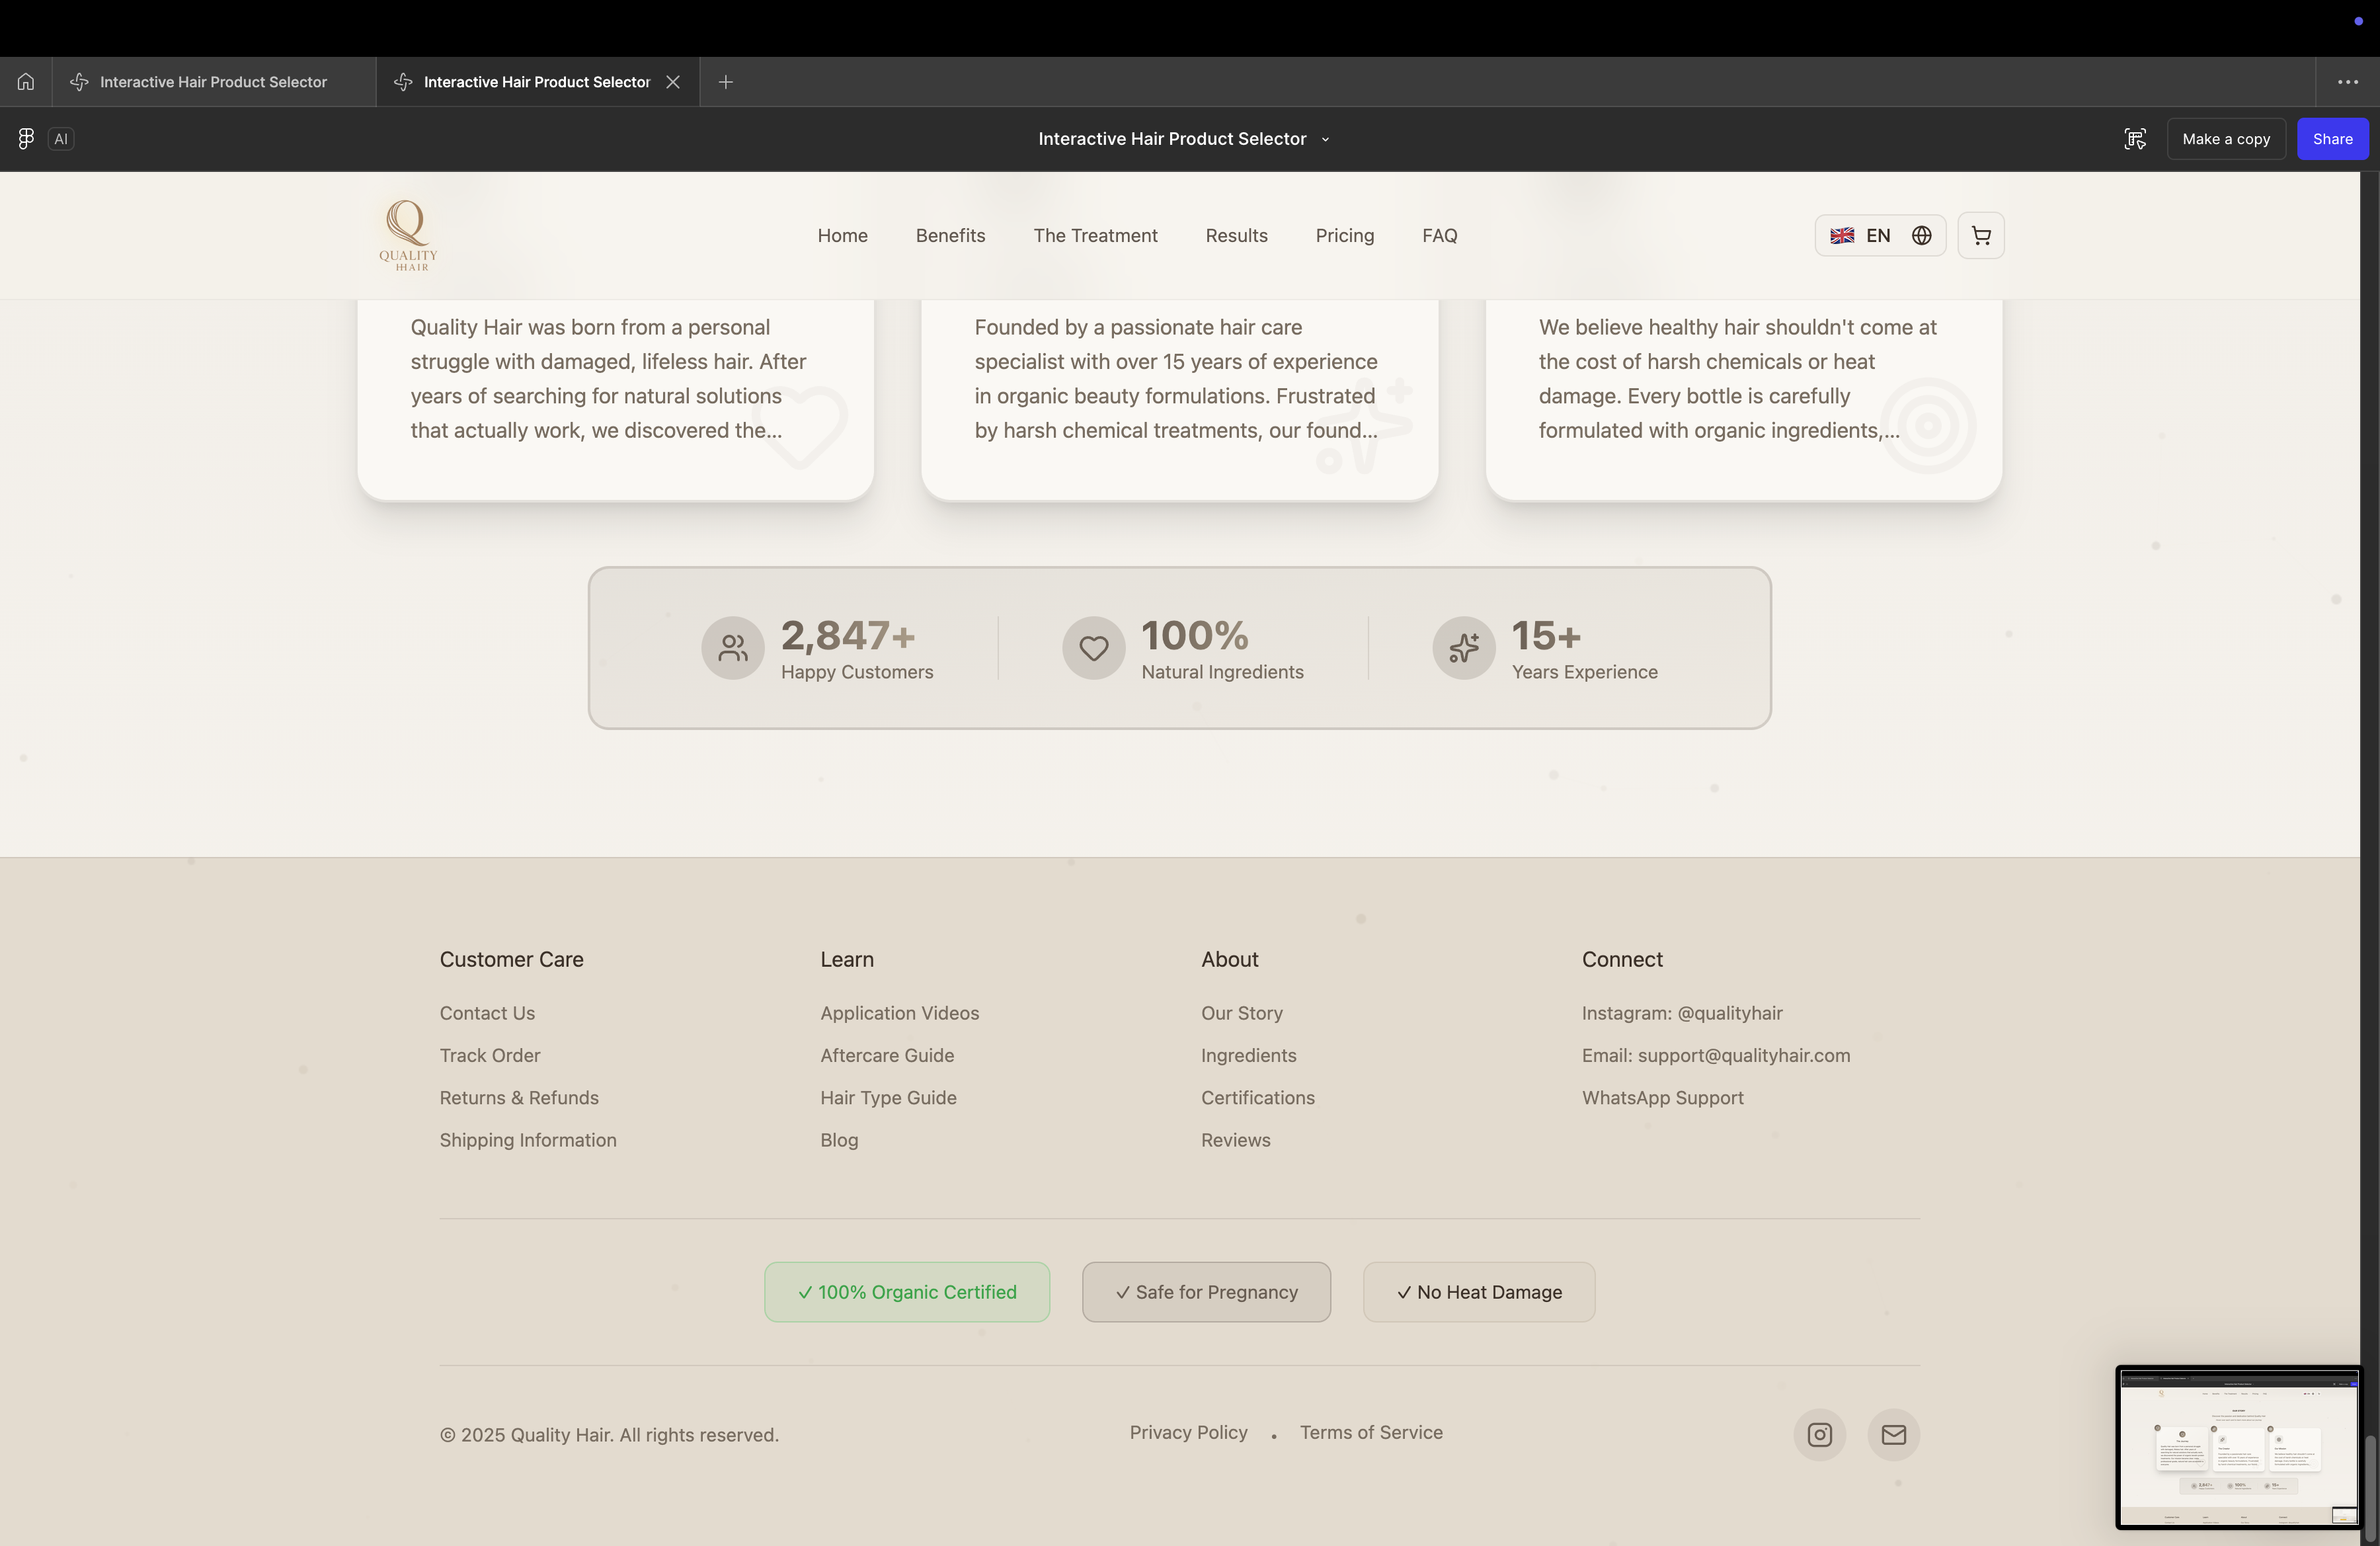 Interactive Hair Product Selector
Interactive Hair Product Selector
AI
Interactive Hair Product Selector
Make a copy
Share
QUALITY
HHAIR
Home
Benefits
The Treatment
Results
Pricing
FAQ
EN
Quality Hair was born from a personal
struggle with damaged, lifeless hair. After
years of searching for natural solutions
that actually work, we discovered the...
Founded by a passionate hair care
specialist with over 15 years of experience
in organic beauty formulations. Frustrated
by harsh chemical treatments, our found...
We believe healthy hair shouldn't come at
the cost of harsh chemicals or heat
damage. Every bottle is carefully
formulated with organic ingredients,...
2,847+
Happy Customers
100%
Natural Ingredients
15+
Years Experience
Customer Care
Contact Us
Track Order
Returns & Refunds
Shipping Information
Learn
Application Videos
Aftercare Guide
Hair Type Guide
Blog
About
Our Story
Ingredients
Certifications
Reviews
Connect
Instagram: @qualityhair
Email: support@qualityhair.com
WhatsApp Support
✓ 100% Organic Certified
✓ Safe for Pregnancy
✓ No Heat Damage
© 2025 Quality Hair. All rights reserved.
Privacy Policy • Terms of Service